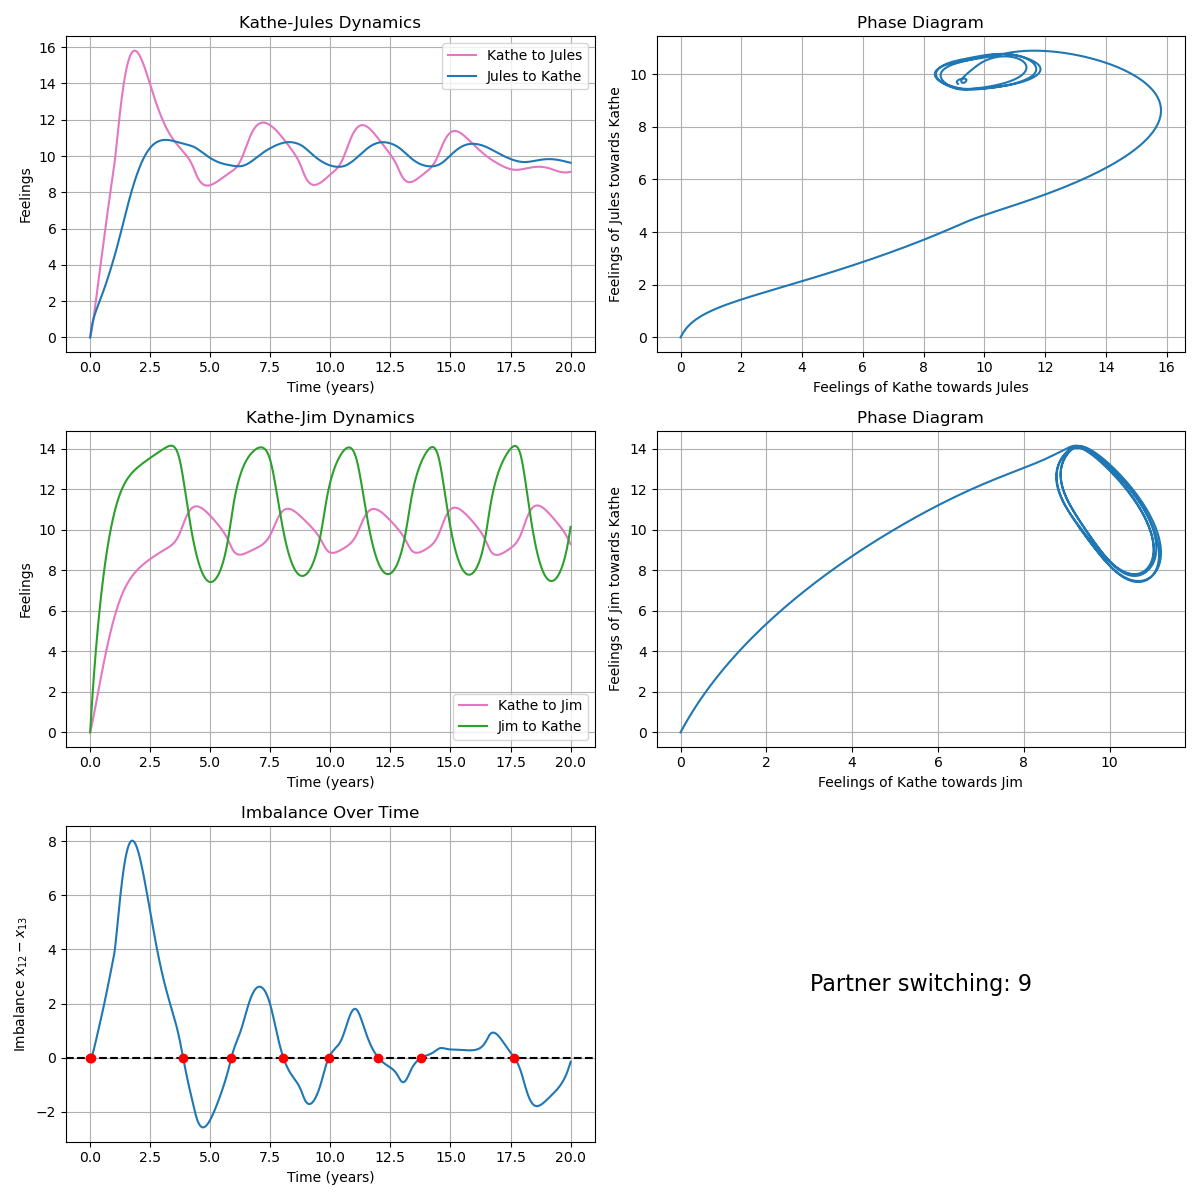 Kathe-Jules Dynamics
Feelings
16
14
12
10
8
6
4
2
0
Kathe to Jules
Jules to Kathe
0.0 2.5 5.0 7.5 10.0 12.5 15.0 17.5 20.0
Time (years)
Phase Diagram
Feelings of Jules towards Kathe
10
8
6
4
2
0
0 2 4 6 8 10 12 14 16
Feelings of Kathe towards Jules
Kathe-Jim Dynamics
Feelings
14
12
10
8
6
4
2
0
Kathe to Jim
Jim to Kathe
0.0 2.5 5.0 7.5 10.0 12.5 15.0 17.5 20.0
Time (years)
Phase Diagram
Feelings of Jim towards Kathe
14
12
10
8
6
4
2
0
0 2 4 6 8 10
Feelings of Kathe towards Jim
Imbalance Over Time
Imbalance x₁₂ − x₁₃
8
6
4
2
0
−2
0.0 2.5 5.0 7.5 10.0 12.5 15.0 17.5 20.0
Time (years)
Partner switching: 9